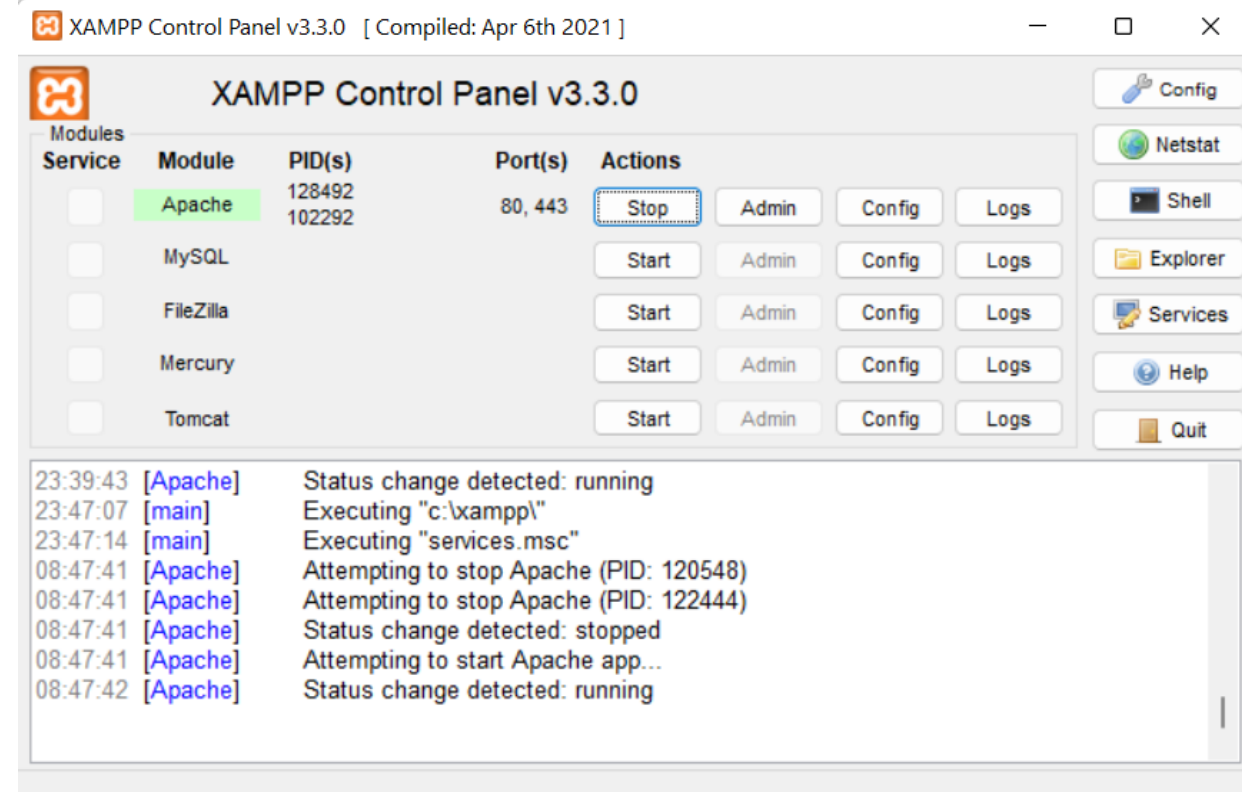 XAMPP Control Panel v3.3.0 [ Compiled: Apr 6th 2021 ]
XAMPP Control Panel v3.3.0
Config
Modules
Service Module PID(s) Port(s) Actions
Netstat
Apache 128492 102292 80, 443 Stop Admin Config Logs
Shell
MySQL Start Admin Config Logs
Explorer
FileZilla Start Admin Config Logs
Services
Mercury Start Admin Config Logs
Help
Tomcat Start Admin Config Logs
Quit
23:39:43 [Apache] Status change detected: running
23:47:07 [main] Executing "c:\xampp\"
23:47:14 [main] Executing "services.msc"
08:47:41 [Apache] Attempting to stop Apache (PID: 120548)
08:47:41 [Apache] Attempting to stop Apache (PID: 122444)
08:47:41 [Apache] Status change detected: stopped
08:47:41 [Apache] Attempting to start Apache app...
08:47:42 [Apache] Status change detected: running